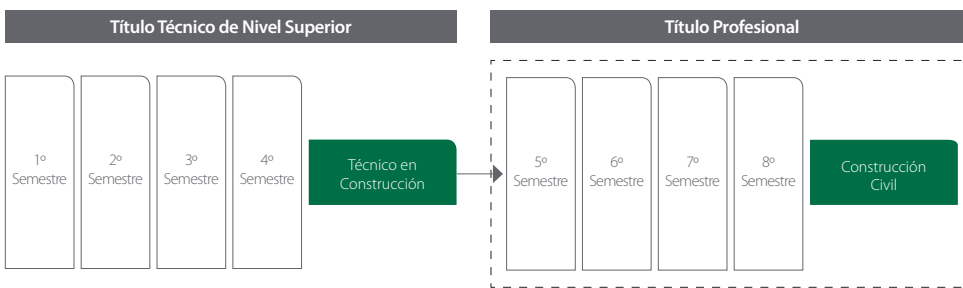 Título Técnico de Nivel Superior
Título Profesional
1º
Semestre
2º
Semestre
3º
Semestre
4º
Semestre
Técnico en
Construcción
5º
Semestre
6º
Semestre
7º
Semestre
8º
Semestre
Construcción
Civil